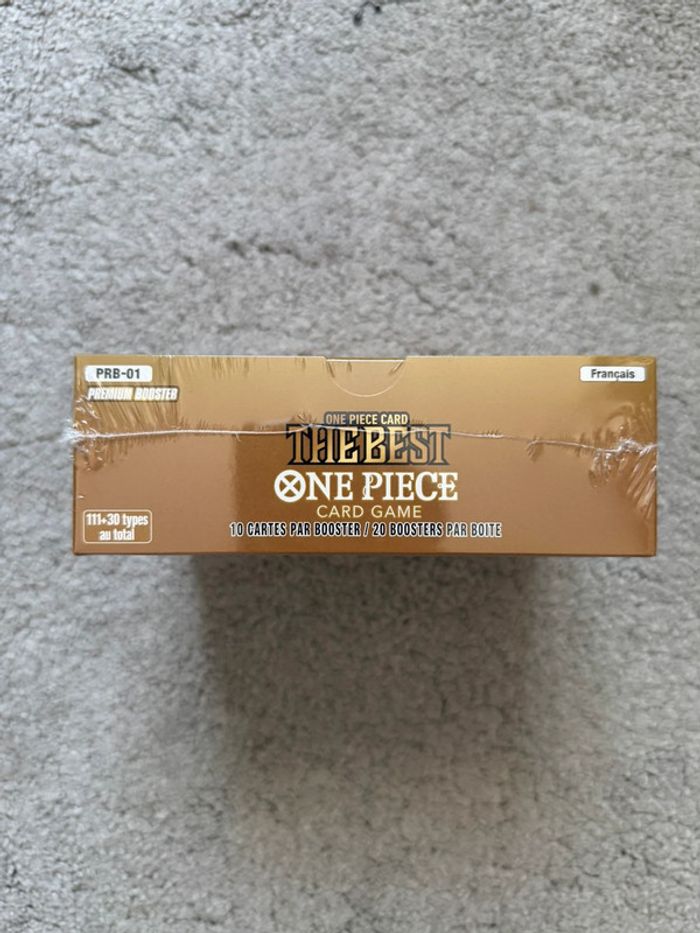 PRB-01
Français
PREMIUM BOOSTER
ONE PIECE CARD
THE BEST
ONE PIECE
CARD GAME
111+30 types
au total
10 CARTES PAR BOOSTER / 20 BOOSTERS PAR BOITE